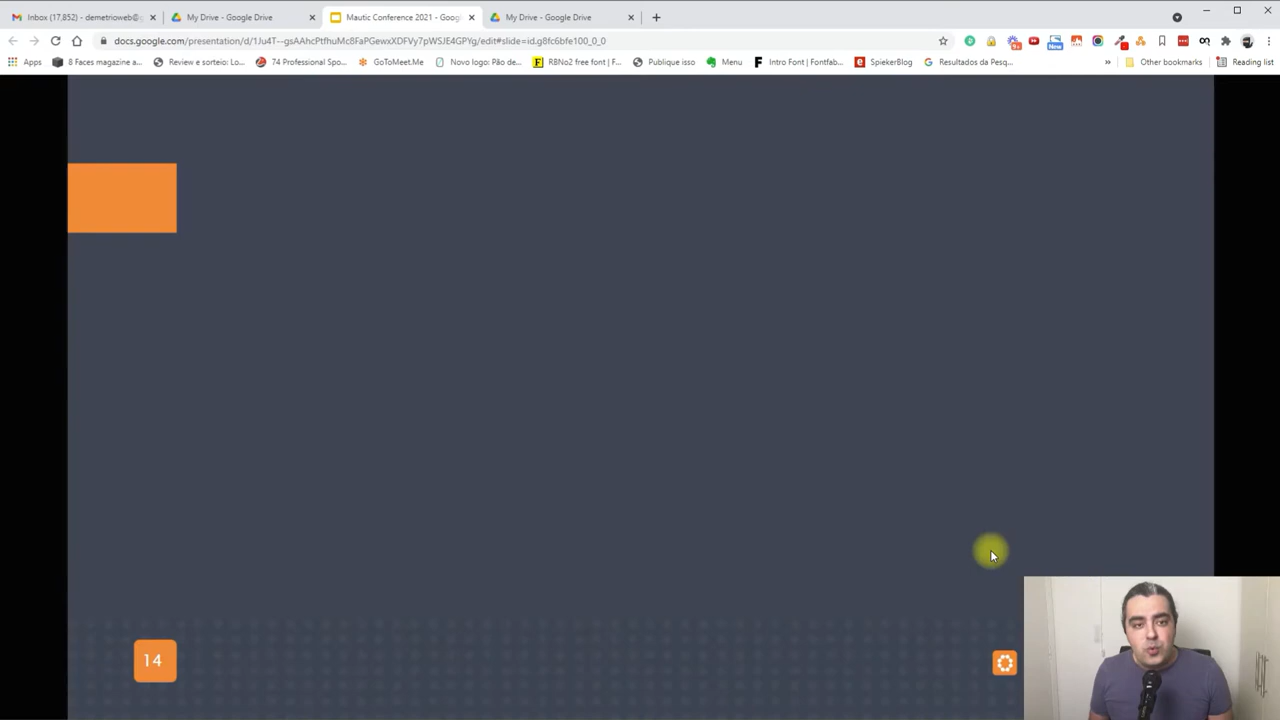 Inbox (17,852) - demetrioweb@g
My Drive - Google Drive
Mautic Conference 2021 - Goog
My Drive - Google Drive
docs.google.com/presentation/d/1Ju4T--gsAAhcPtfhuMc8FaPGewxXDFVy7pWSJE4GPYg/edit#slide=id.g8fc6bfe100_0_0
9+
New
Apps
8 Faces magazine a...
Review e sorteio: Lo...
74 Professional Spo...
GoToMeet.Me
Novo logo: Pão de...
RBNo2 free font | F...
Publique isso
Menu
Intro Font | Fontfab...
SpiekerBlog
Resultados da Pesq...
»
Other bookmarks
Reading list
14